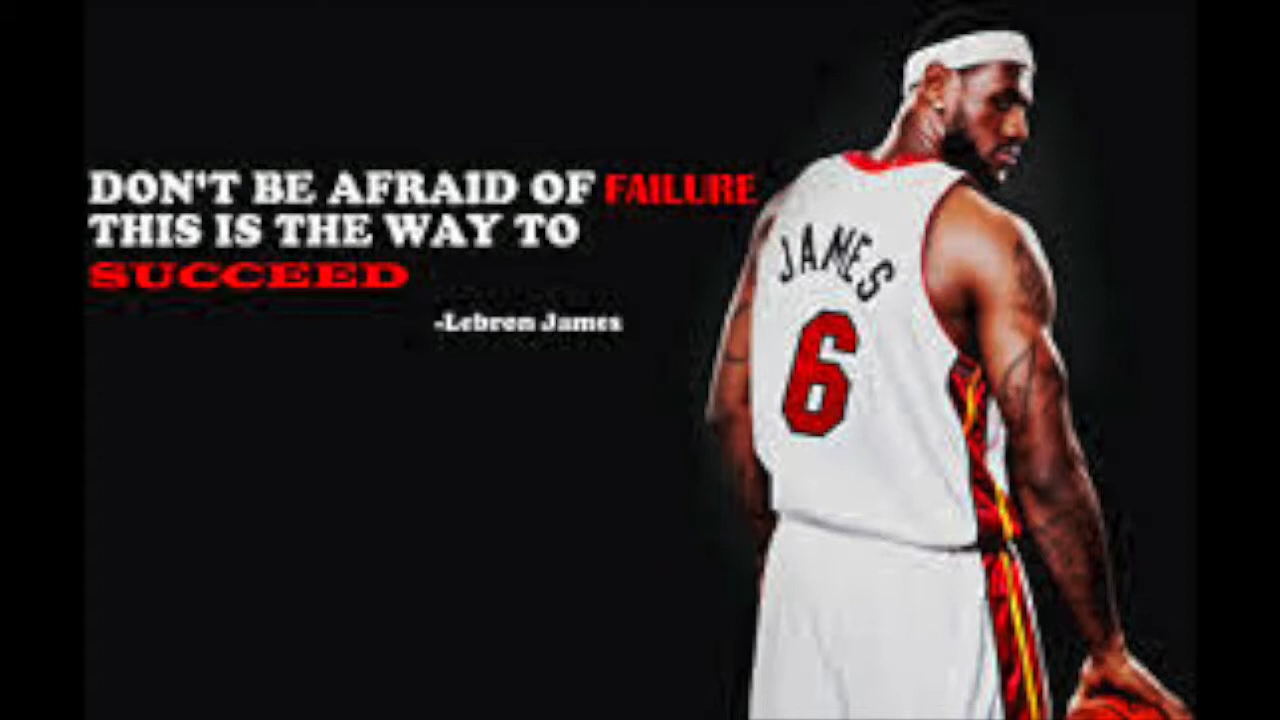 DON'T BE AFRAID OF FAILURE
THIS IS THE WAY TO
SUCCEED
-Lebron James
JAMES
6